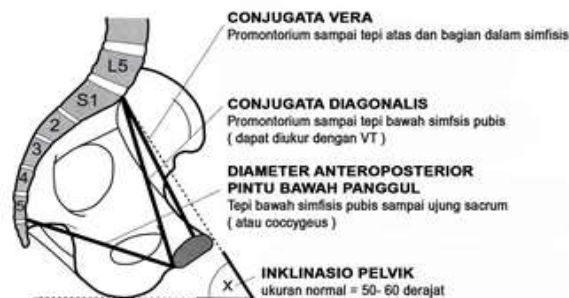 CONJUGATA VERA
Promontorium sampai tepi atas dan bagian dalam simfisis
L5
S1
2
3
4
5
CONJUGATA DIAGONALIS
Promontorium sampai tepi bawah simfsis pubis
( dapat diukur dengan VT )
DIAMETER ANTEROPOSTERIOR
PINTU BAWAH PANGGUL
Tepi bawah simfisis pubis sampai ujung sacrum
( atau coccygeus )
X
INKLINASIO PELVIK
ukuran normal = 50- 60 derajat